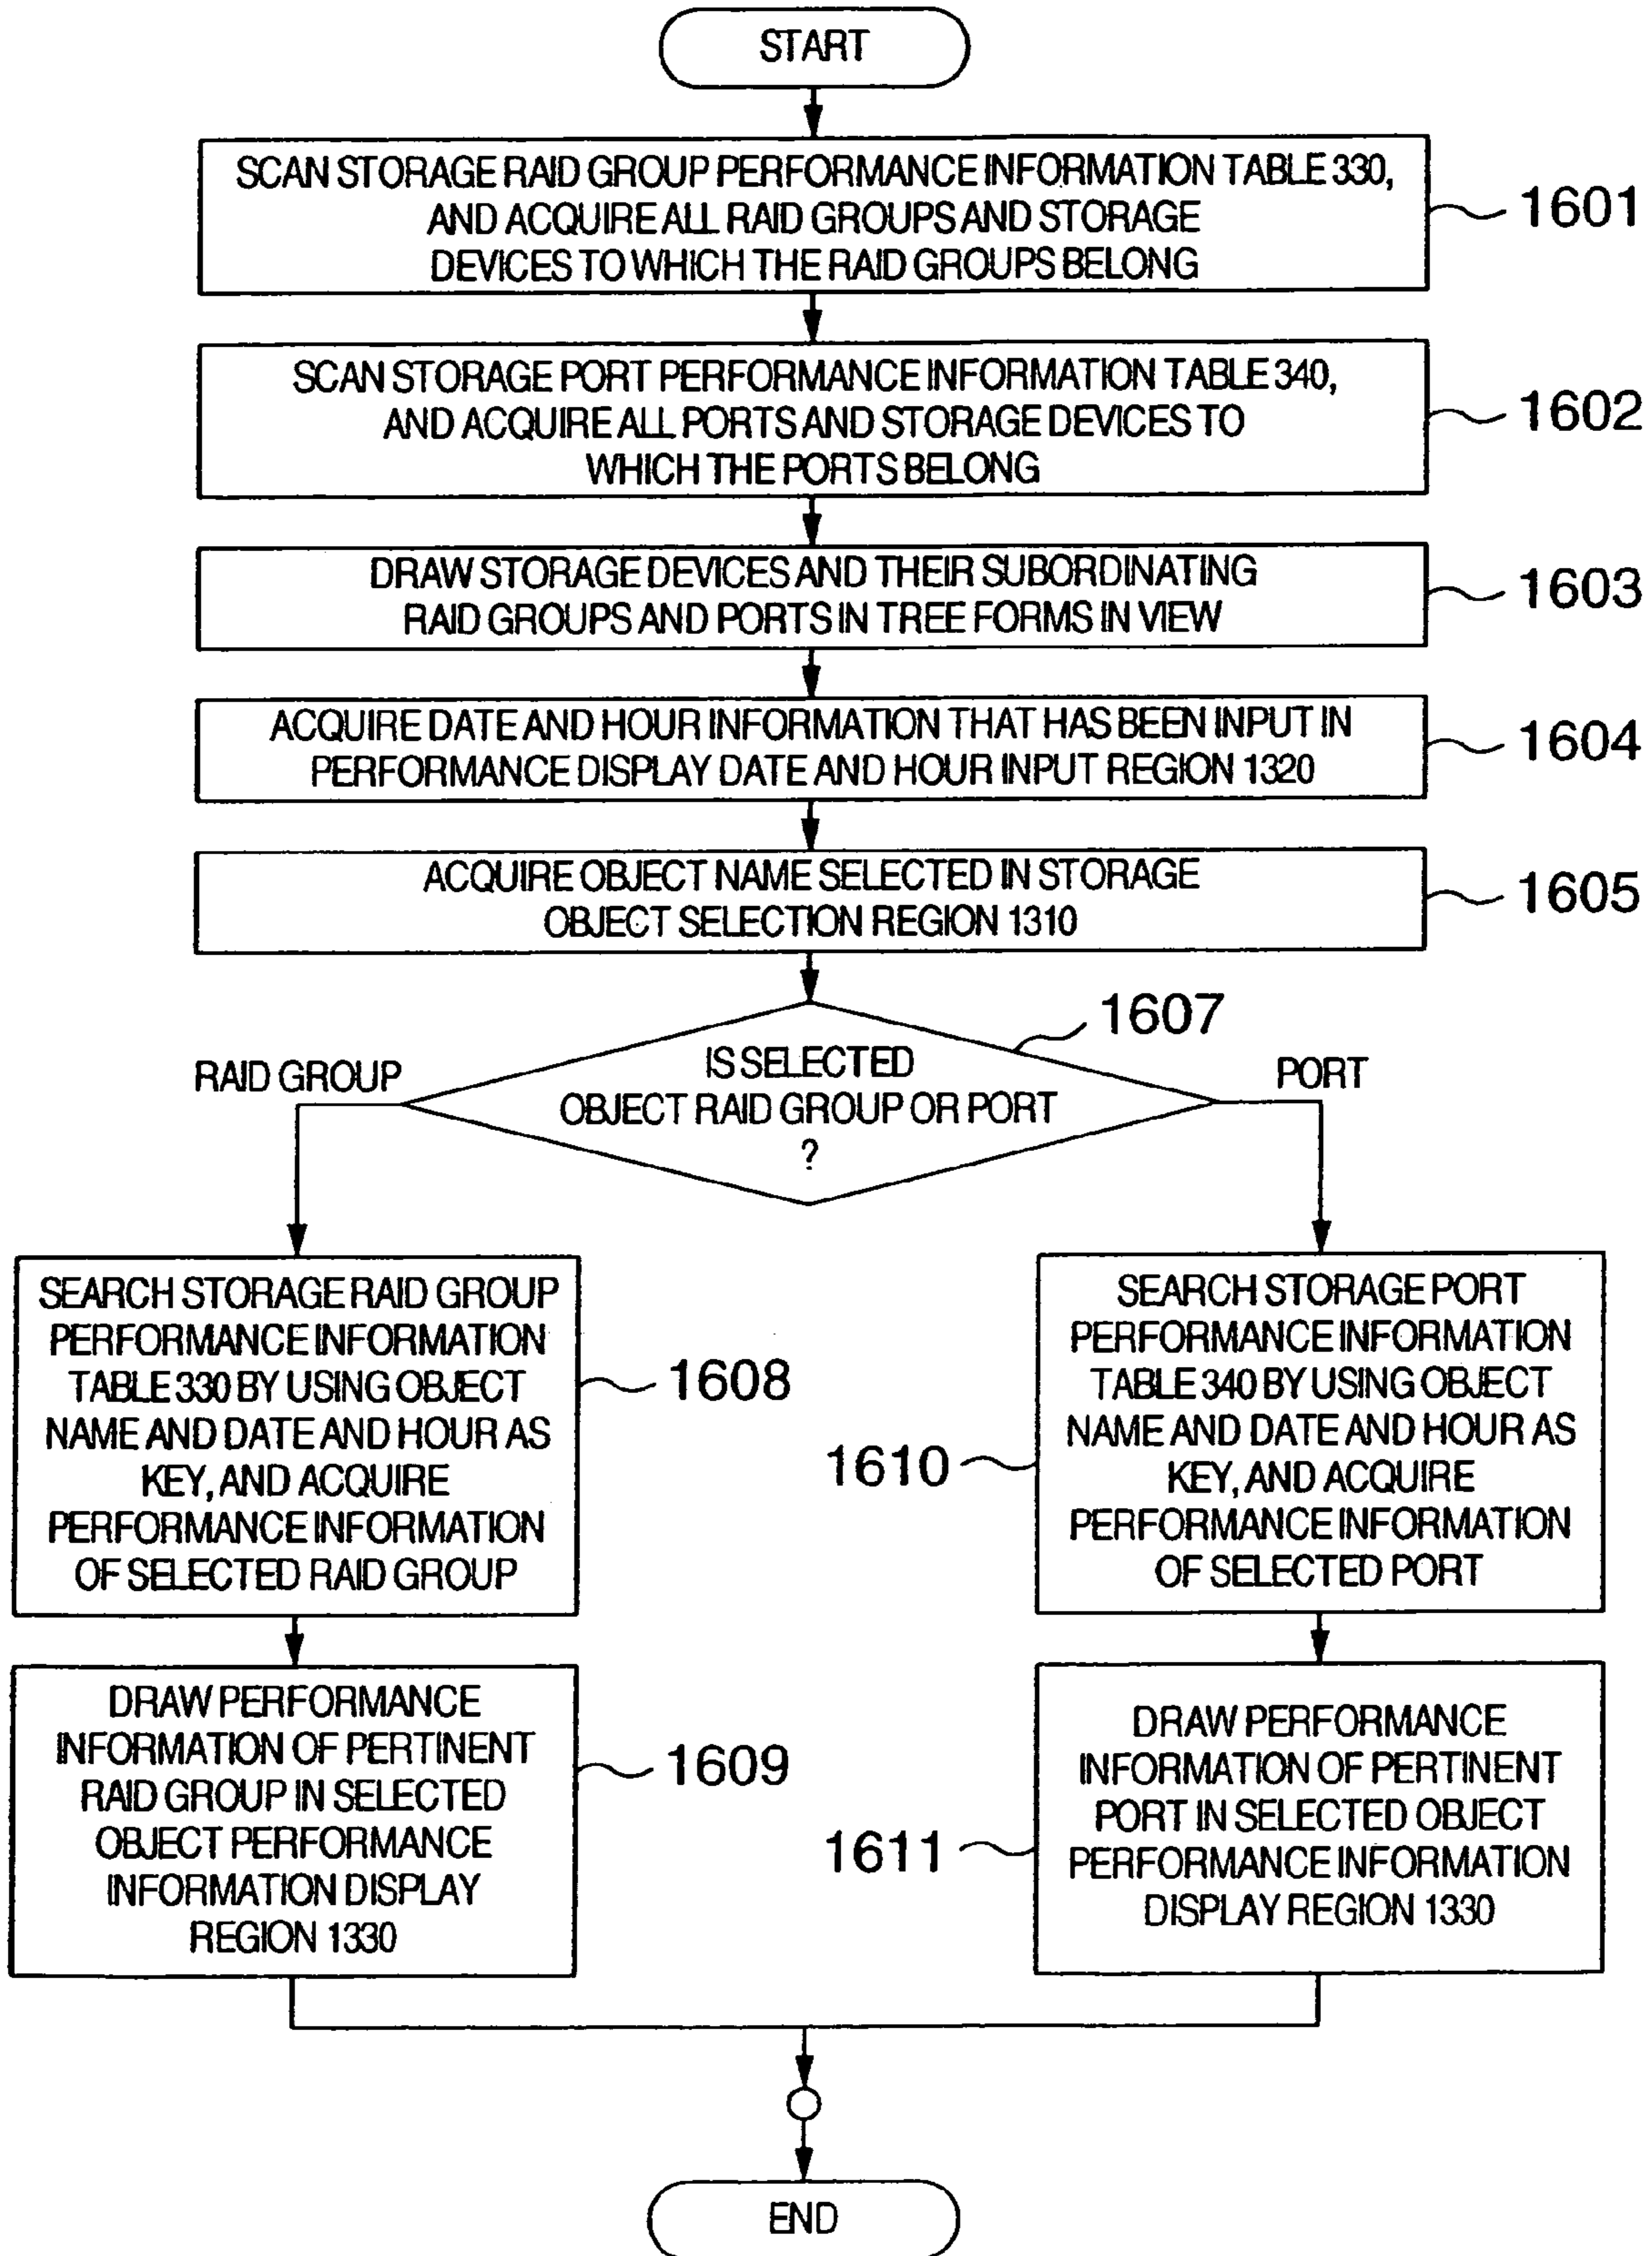 START
SCAN STORAGE RAID GROUP PERFORMANCE INFORMATION TABLE 330,
AND ACQUIRE ALL RAID GROUPS AND STORAGE
DEVICES TO WHICH THE RAID GROUPS BELONG
1601
SCAN STORAGE PORT PERFORMANCE INFORMATION TABLE 340,
AND ACQUIRE ALL PORTS AND STORAGE DEVICES TO
WHICH THE PORTS BELONG
1602
DRAW STORAGE DEVICES AND THEIR SUBORDINATING
RAID GROUPS AND PORTS IN TREE FORMS IN VIEW
1603
ACQUIRE DATE AND HOUR INFORMATION THAT HAS BEEN INPUT IN
PERFORMANCE DISPLAY DATE AND HOUR INPUT REGION 1320
1604
ACQUIRE OBJECT NAME SELECTED IN STORAGE
OBJECT SELECTION REGION 1310
1605
1607
IS SELECTED
OBJECT RAID GROUP OR PORT
?
RAID GROUP
PORT
SEARCH STORAGE RAID GROUP
PERFORMANCE INFORMATION
TABLE 330 BY USING OBJECT
NAME AND DATE AND HOUR AS
KEY, AND ACQUIRE
PERFORMANCE INFORMATION
OF SELECTED RAID GROUP
1608
SEARCH STORAGE PORT
PERFORMANCE INFORMATION
TABLE 340 BY USING OBJECT
NAME AND DATE AND HOUR AS
KEY, AND ACQUIRE
PERFORMANCE INFORMATION
OF SELECTED PORT
1610
DRAW PERFORMANCE
INFORMATION OF PERTINENT
RAID GROUP IN SELECTED
OBJECT PERFORMANCE
INFORMATION DISPLAY
REGION 1330
1609
DRAW PERFORMANCE
INFORMATION OF PERTINENT
PORT IN SELECTED OBJECT
PERFORMANCE INFORMATION
DISPLAY REGION 1330
1611
END